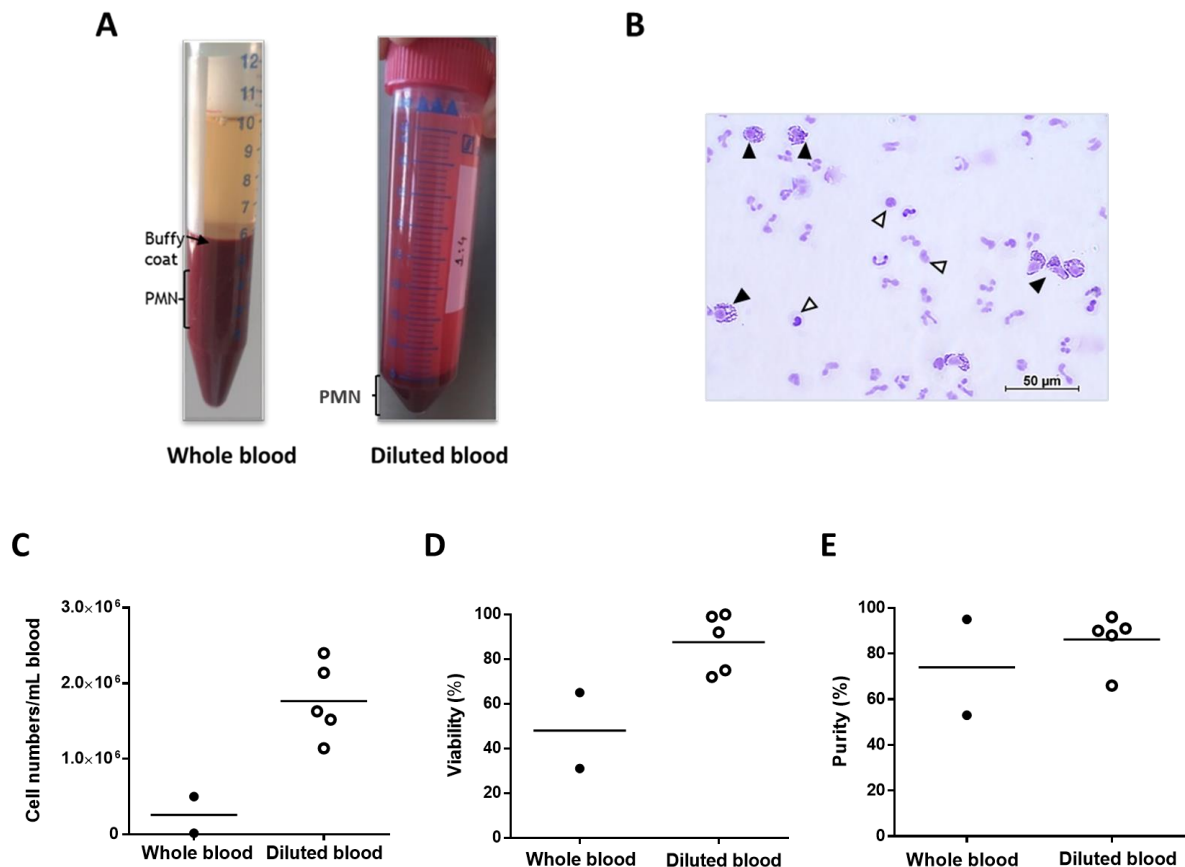 A
B
12
11
10
9
8
7
6
Buffy
coat
PMN
1:4
PMN
Whole blood
Diluted blood
50 µm
C
D
E
Cell numbers/mL blood
3.0×10⁶
2.0×10⁶
1.0×10⁶
0
Whole blood
Diluted blood
Viability (%)
100
80
60
40
20
0
Whole blood
Diluted blood
Purity (%)
100
80
60
40
20
0
Whole blood
Diluted blood